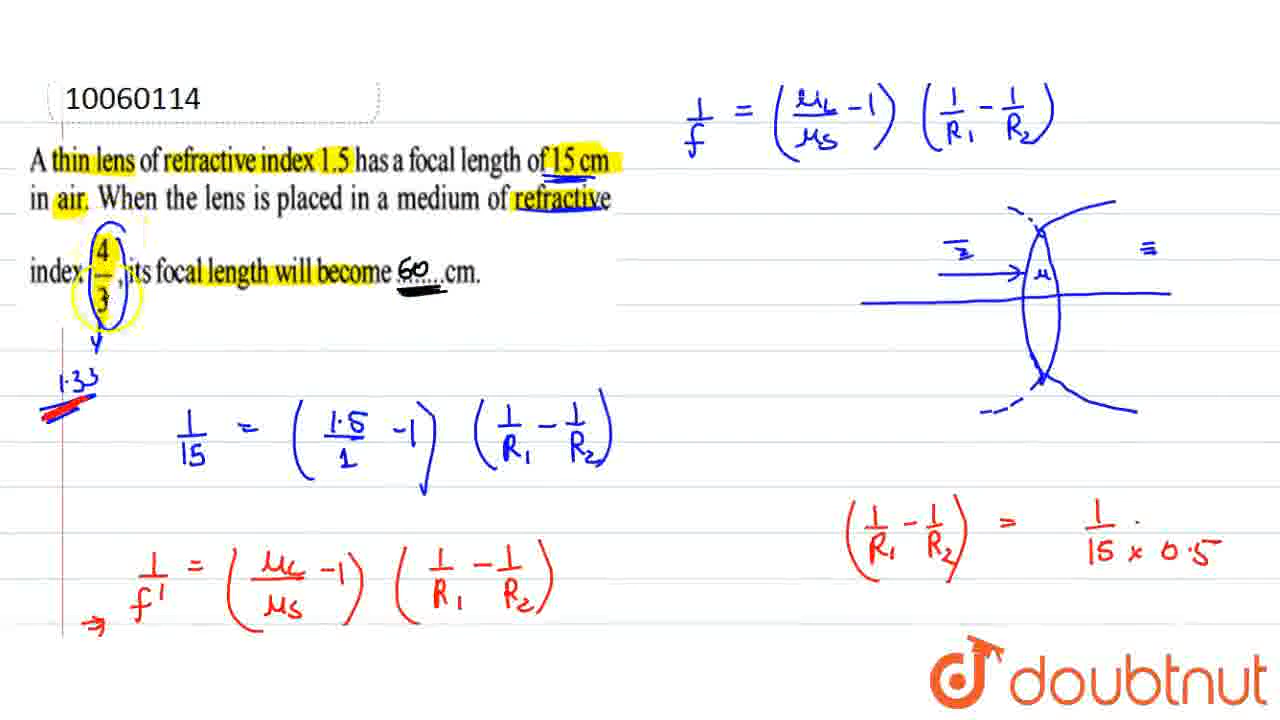 10060114
A thin lens of refractive index 1.5 has a focal length of 15 cm
in air. When the lens is placed in a medium of refractive
index 4/3, its focal length will become ..60.....cm.
1.33
1/f = (μL/μS - 1) (1/R1 - 1/R2)
μ
1/15 = (1.5/1 - 1) (1/R1 - 1/R2)
(1/R1 - 1/R2) = 1/15 × 0.5
⇒ 1/f' = (μL/μS - 1) (1/R1 - 1/R2)
doubtnut